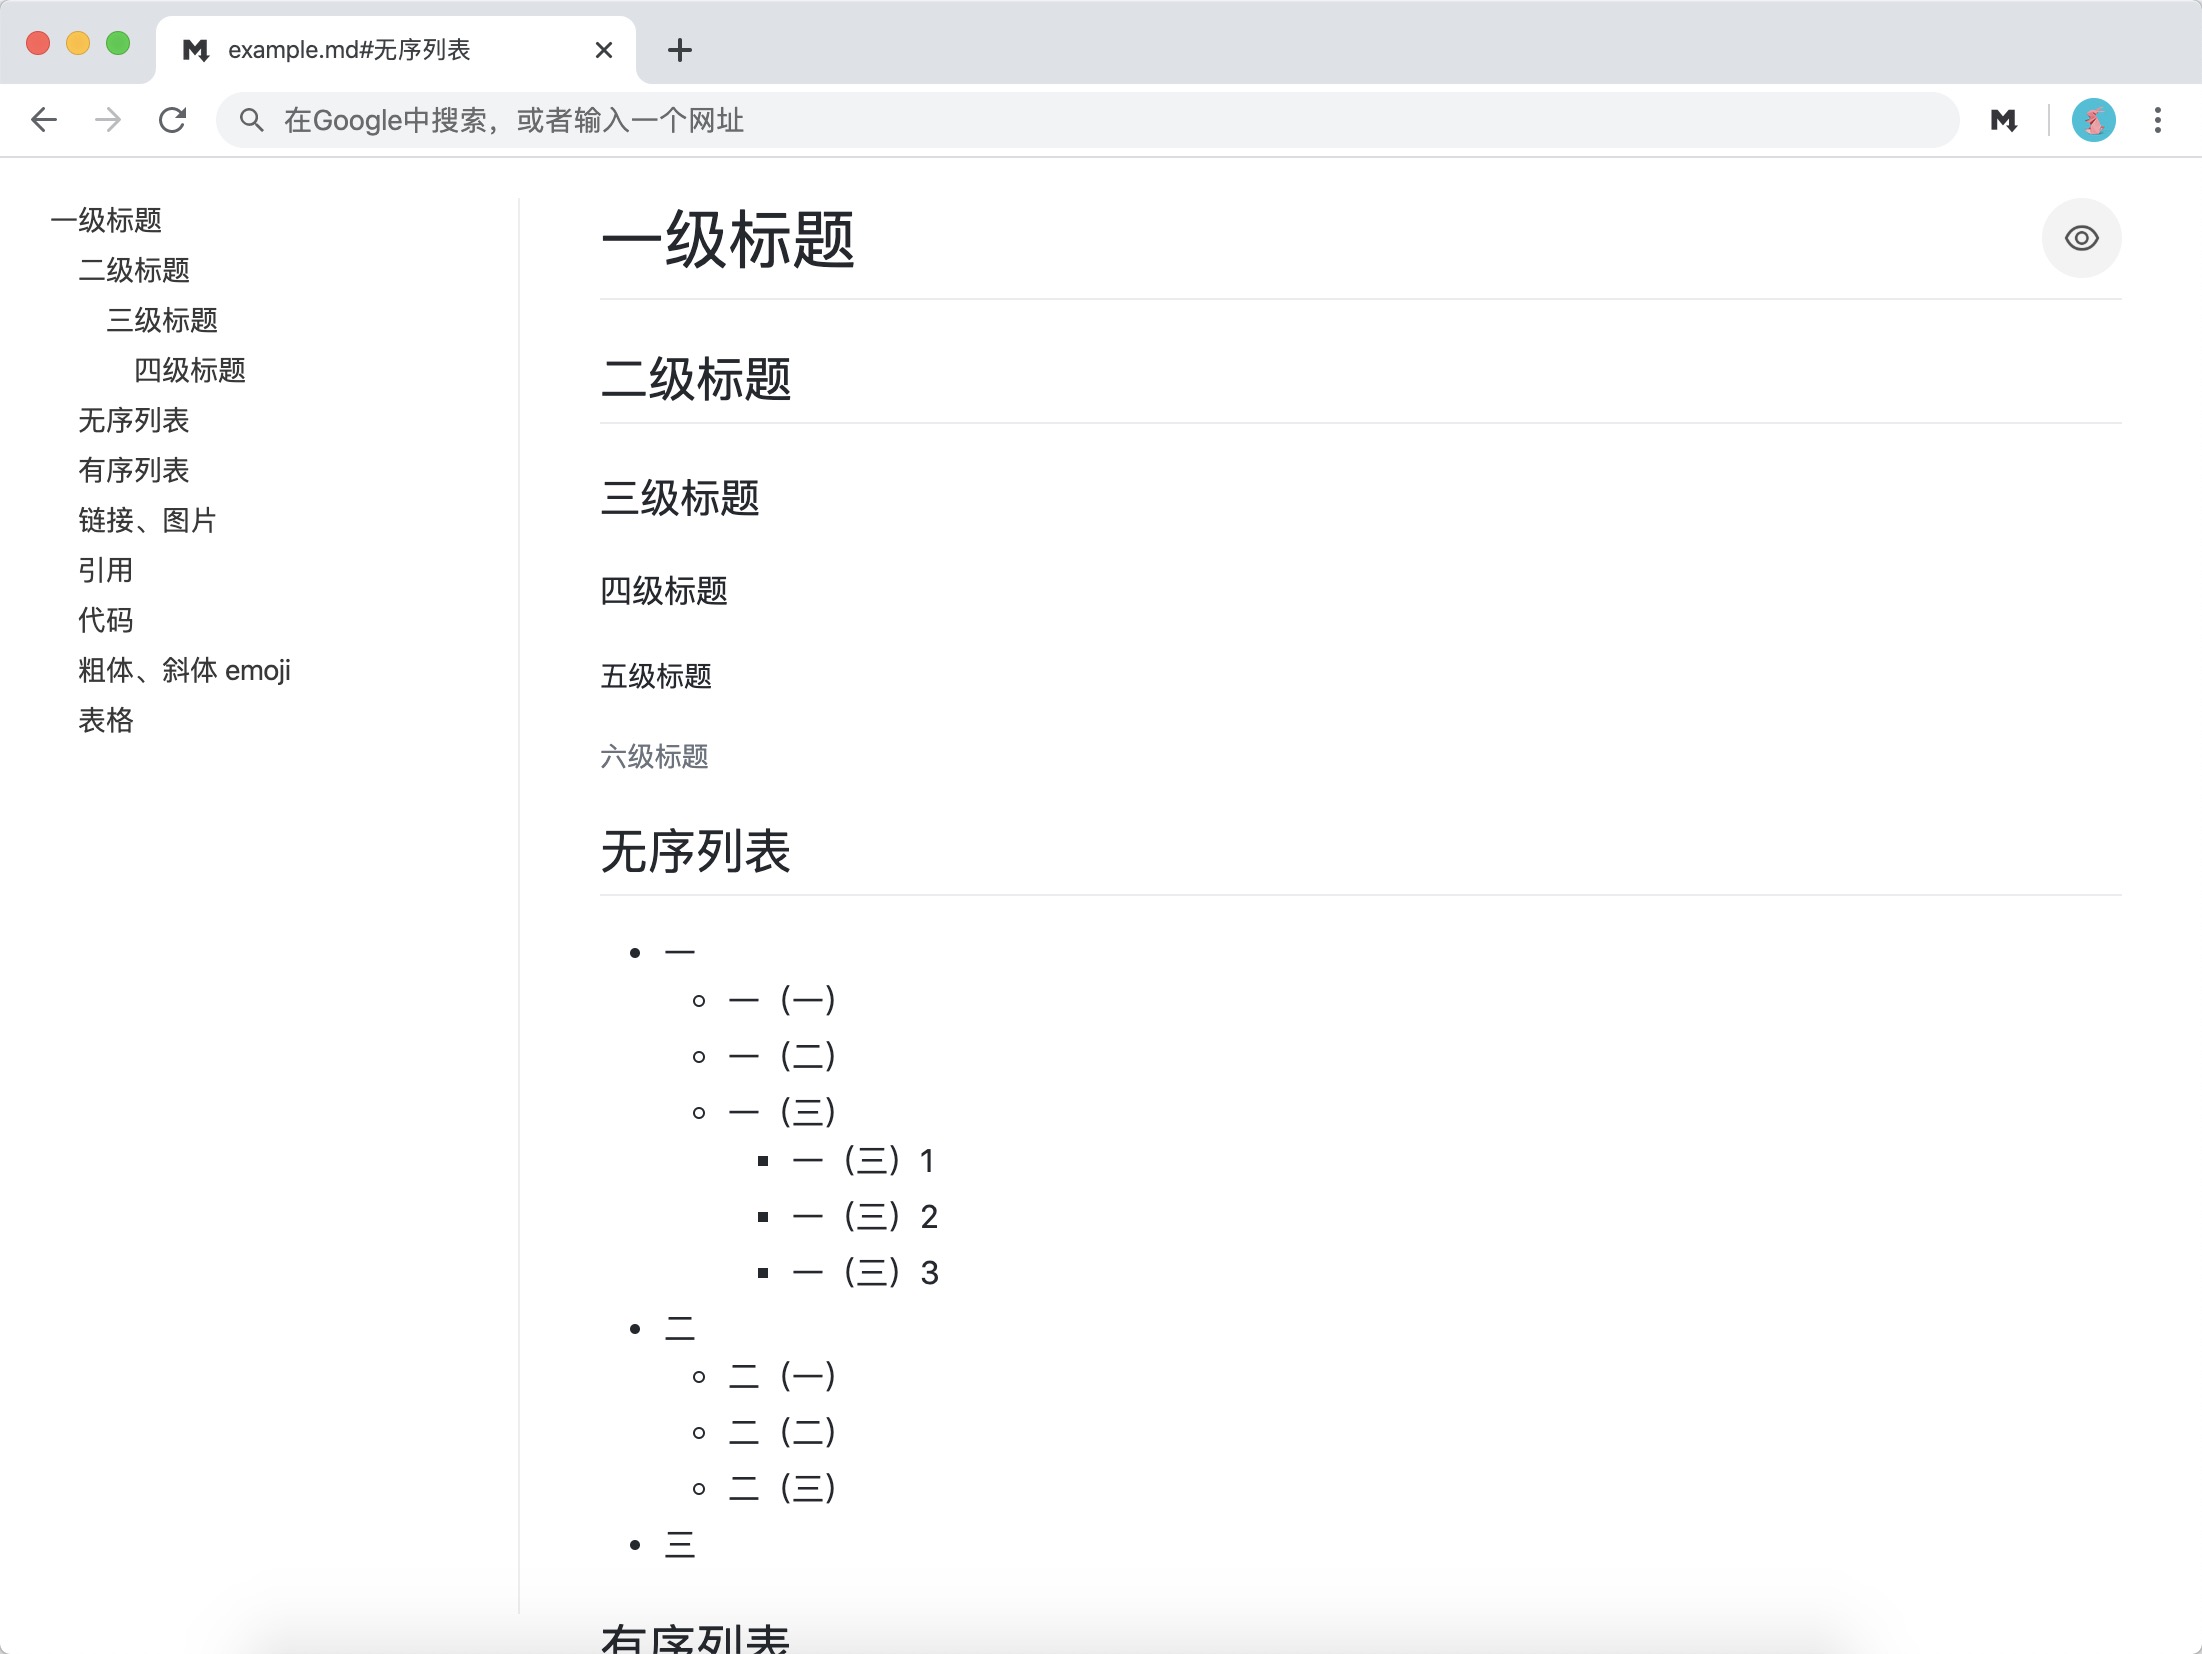 example.md#无序列表
在Google中搜索，或者输入一个网址
一级标题
二级标题
三级标题
四级标题
无序列表
有序列表
链接、图片
引用
代码
粗体、斜体 emoji
表格
一级标题
二级标题
三级标题
四级标题
五级标题
六级标题
无序列表
一
一（一）
一（二）
一（三）
一（三）1
一（三）2
一（三）3
二
二（一）
二（二）
二（三）
三
有序列表